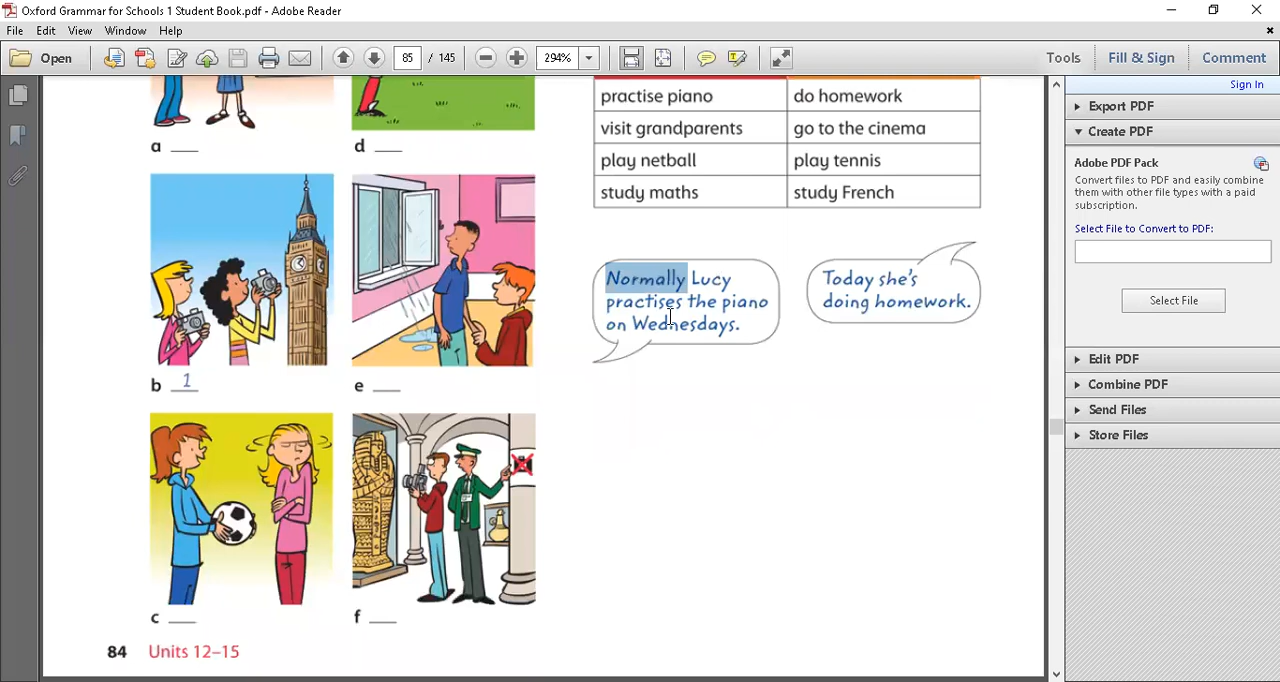 Oxford Grammar for Schools 1 Student Book.pdf - Adobe Reader
File Edit View Window Help
Open 85 / 145 294% Tools Fill & Sign Comment
Sign In
Export PDF
Create PDF
Adobe PDF Pack
Convert files to PDF and easily combine
them with other file types with a paid
subscription.
Select File to Convert to PDF:
Select File
Edit PDF
Combine PDF
Send Files
Store Files
a ___
d ___
practise piano do homework
visit grandparents go to the cinema
play netball play tennis
study maths study French
Normally Lucy
practises the piano
on Wednesdays.
Today she's
doing homework.
b 1
e ___
c ___
f ___
84 Units 12–15